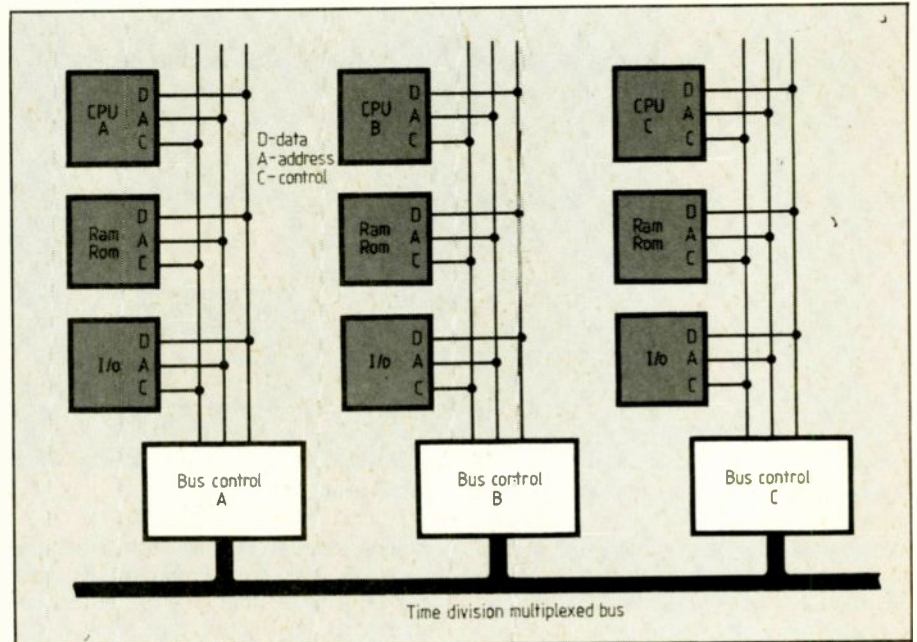 CPU
A
D
A
C
D-data
A-address
C-control
Ram
Rom
D
A
C
I/o
D
A
C
Bus control
A
CPU
B
D
A
C
Ram
Rom
D
A
C
I/o
D
A
C
Bus control
B
CPU
C
D
A
C
Ram
Rom
D
A
C
I/o
D
A
C
Bus control
C
Time division multiplexed bus